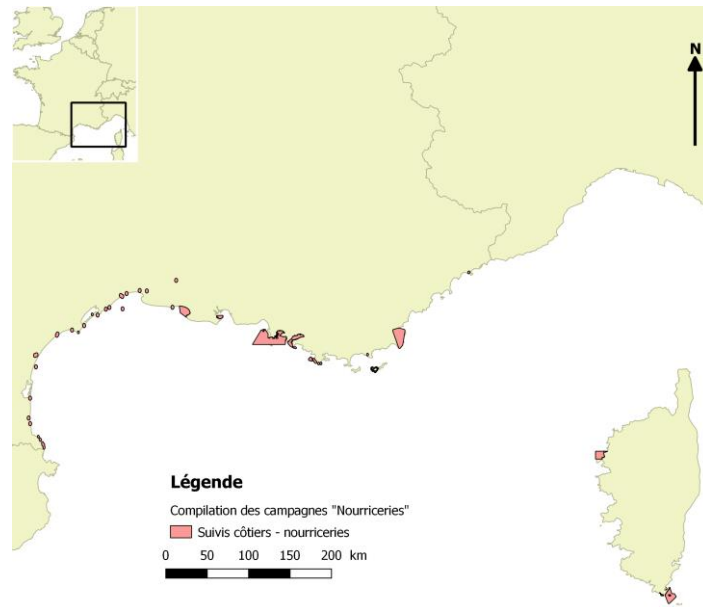 N
Légende
Compilation des campagnes "Nourriceries"
Suivis côtiers - nourriceries
0 50 100 150 200 km